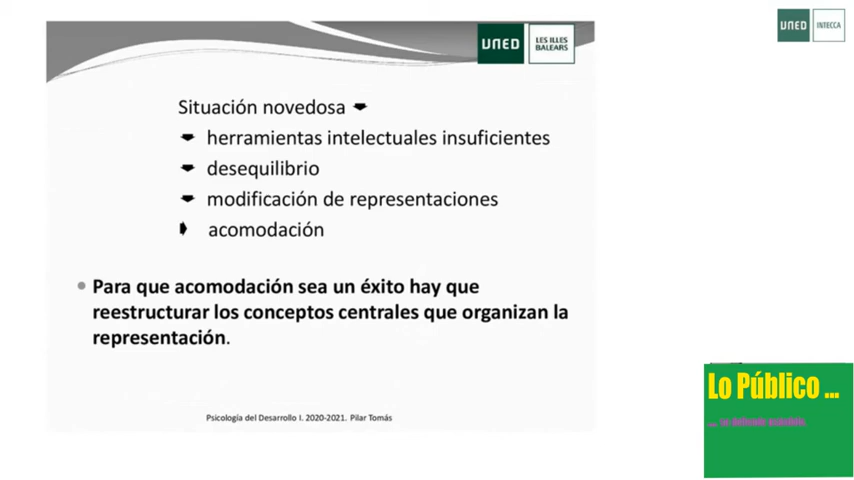 UNED
INTECCA
UNED
LES ILLES
BALEARS
Situación novedosa
herramientas intelectuales insuficientes
desequilibrio
modificación de representaciones
acomodación
Para que acomodación sea un éxito hay que
reestructurar los conceptos centrales que organizan la
representación.
Psicología del Desarrollo I. 2020-2021. Pilar Tomás
Lo Público ...